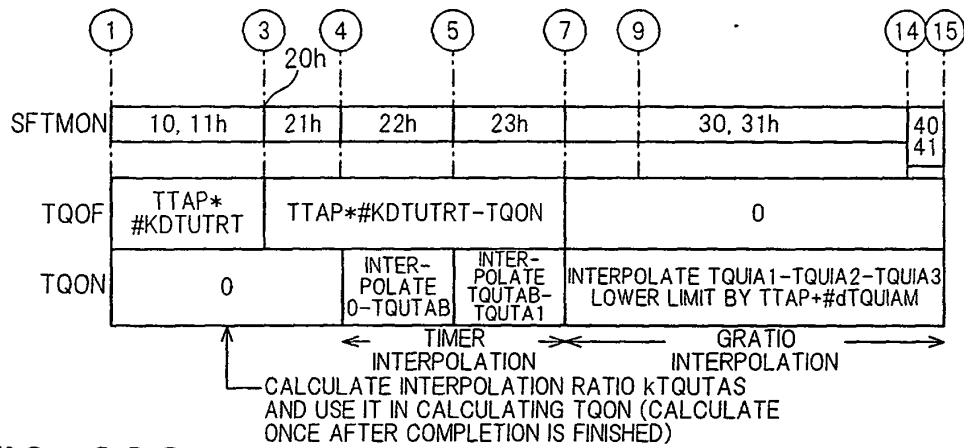 1 3 4 5 7 9 14 15
20h
SFTMON 10, 11h 21h 22h 23h 30, 31h 40 41
TQOF TTAP* #KDTUTRT TTAP*#KDTUTRT-TQON 0
TQON 0 INTER- POLATE 0-TQUTAB INTER- POLATE TQUTAB- TQUTA1 INTERPOLATE TQUIA1-TQUIA2-TQUIA3 LOWER LIMIT BY TTAP+#dTQUIAM
TIMER INTERPOLATION GRATIO INTERPOLATION
CALCULATE INTERPOLATION RATIO kTQUTAS
AND USE IT IN CALCULATING TQON (CALCULATE
ONCE AFTER COMPLETION IS FINISHED)